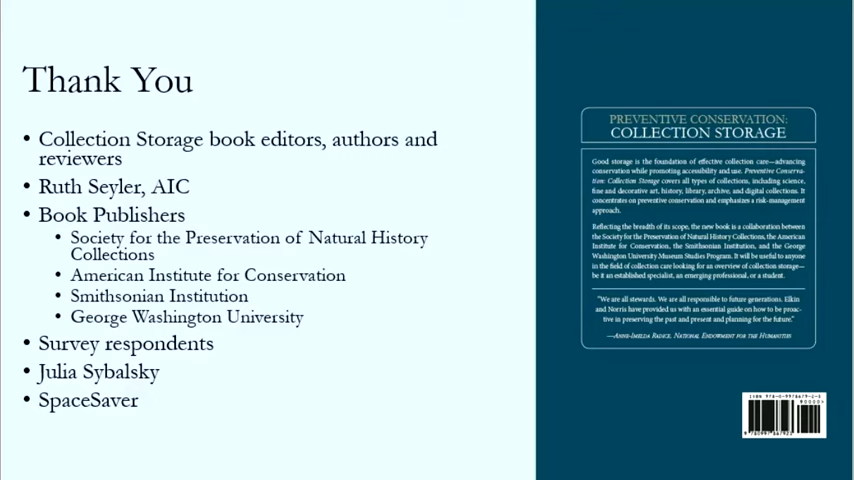 Thank You
• Collection Storage book editors, authors and
reviewers
• Ruth Seyler, AIC
• Book Publishers
• Society for the Preservation of Natural History
Collections
• American Institute for Conservation
• Smithsonian Institution
• George Washington University
• Survey respondents
• Julia Sybalsky
• SpaceSaver
PREVENTIVE CONSERVATION:
COLLECTION STORAGE
Good storage is the foundation of effective collection care—advancing
conservation while promoting accessibility and use. Preventive Conserva-
tion: Collection Storage covers all types of collections, including science,
fine and decorative art, history, library, archive, and digital collections. It
concentrates on preventive conservation and emphasizes a risk-management
approach.
Reflecting the breadth of its scope, the new book is a collaboration between
the Society for the Preservation of Natural History Collections, the American
Institute for Conservation, the Smithsonian Institution, and the George
Washington University Museum Studies Program. It will be useful to anyone
in the field of collection care looking for an overview of collection storage—
be it an established specialist, an emerging professional, or a student.
"We are all stewards. We are all responsible to future generations. Elkin
and Norris have provided us with an essential guide on how to be proac-
tive in preserving the past and present and planning for the future."
—Anne-Imelda Radice, National Endowment for the Humanities
ISBN 978-0-9978679-2-3
90000>
9 780997 867923